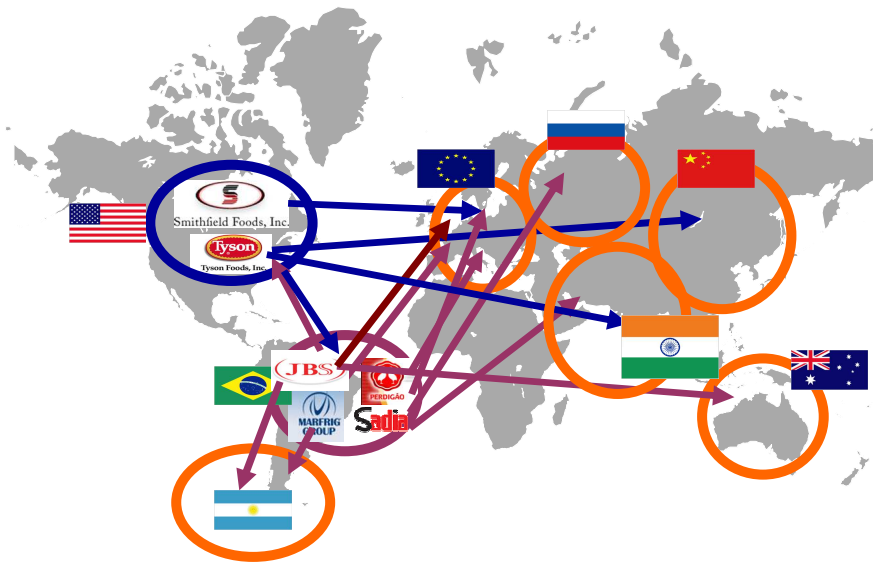 S
Smithfield Foods, Inc.
Tyson
Tyson Foods, Inc.
JBS
PERDIGÃO
MARFRIG
GROUP
Sadia